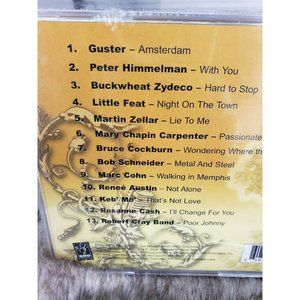 1. Guster – Amsterdam
2. Peter Himmelman – With You
3. Buckwheat Zydeco – Hard to Stop
4. Little Feat – Night On The Town
5. Martin Zellar – Lie To Me
6. Mary Chapin Carpenter – Passionate
7. Bruce Cockburn – Wondering Where th
8. Bob Schneider – Metal And Steel
9. Marc Cohn – Walking in Memphis
10. Reneé Austin – Not Alone
11. Keb' Mo' – That's Not Love
12. Rosanne Cash – I'll Change For You
13. Robert Cray Band – Poor Johnny